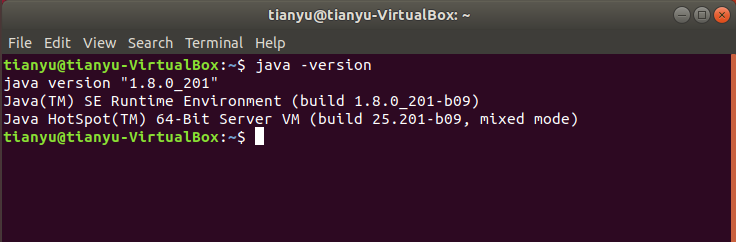 tianyu@tianyu-VirtualBox: ~
File Edit View Search Terminal Help
tianyu@tianyu-VirtualBox:~$ java -version
java version "1.8.0_201"
Java(TM) SE Runtime Environment (build 1.8.0_201-b09)
Java HotSpot(TM) 64-Bit Server VM (build 25.201-b09, mixed mode)
tianyu@tianyu-VirtualBox:~$